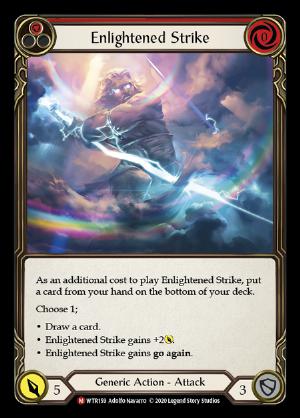 Enlightened Strike
0
As an additional cost to play Enlightened Strike, put
a card from your hand on the bottom of your deck.
Choose 1;
• Draw a card.
• Enlightened Strike gains +2
• Enlightened Strike gains go again.
5
Generic Action - Attack
3
M WTR159 Adolfo Navarro © 2020 Legend Story Studios